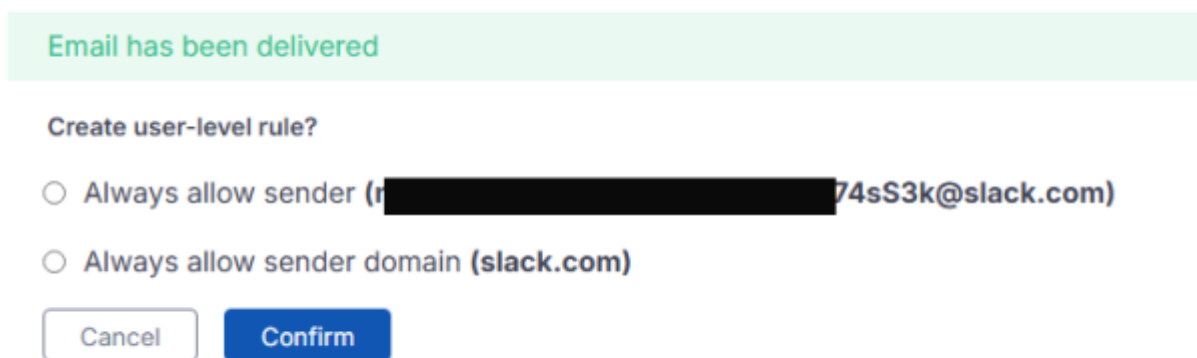 Email has been delivered
Create user-level rule?
Always allow sender (r 74sS3k@slack.com)
Always allow sender domain (slack.com)
Cancel Confirm